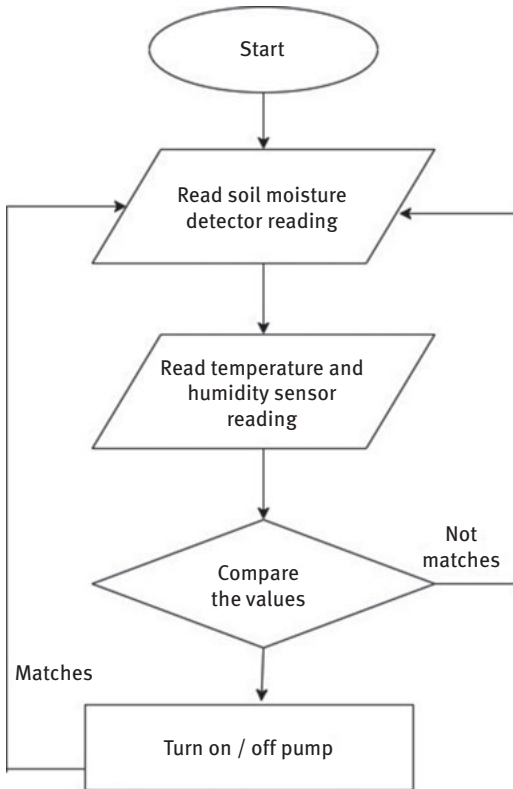 Start
Read soil moisture
detector reading
Read temperature and
humidity sensor
reading
Compare
the values
Not
matches
Matches
Turn on / off pump